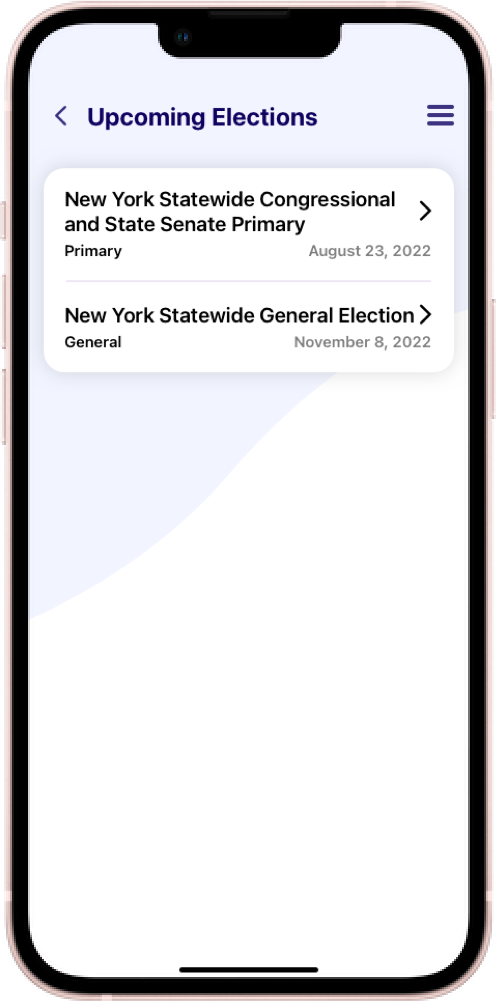 Upcoming Elections
New York Statewide Congressional
and State Senate Primary
Primary August 23, 2022
New York Statewide General Election
General November 8, 2022